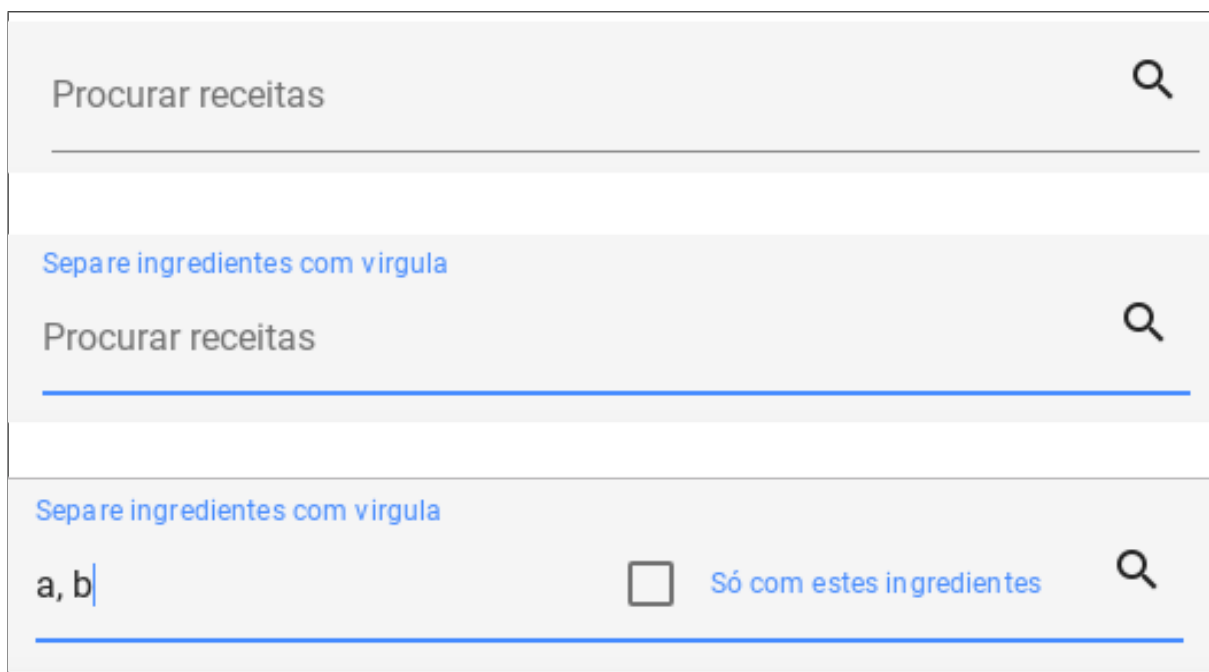 Procurar receitas
Separe ingredientes com virgula
Procurar receitas
Separe ingredientes com virgula
a, b
Só com estes ingredientes